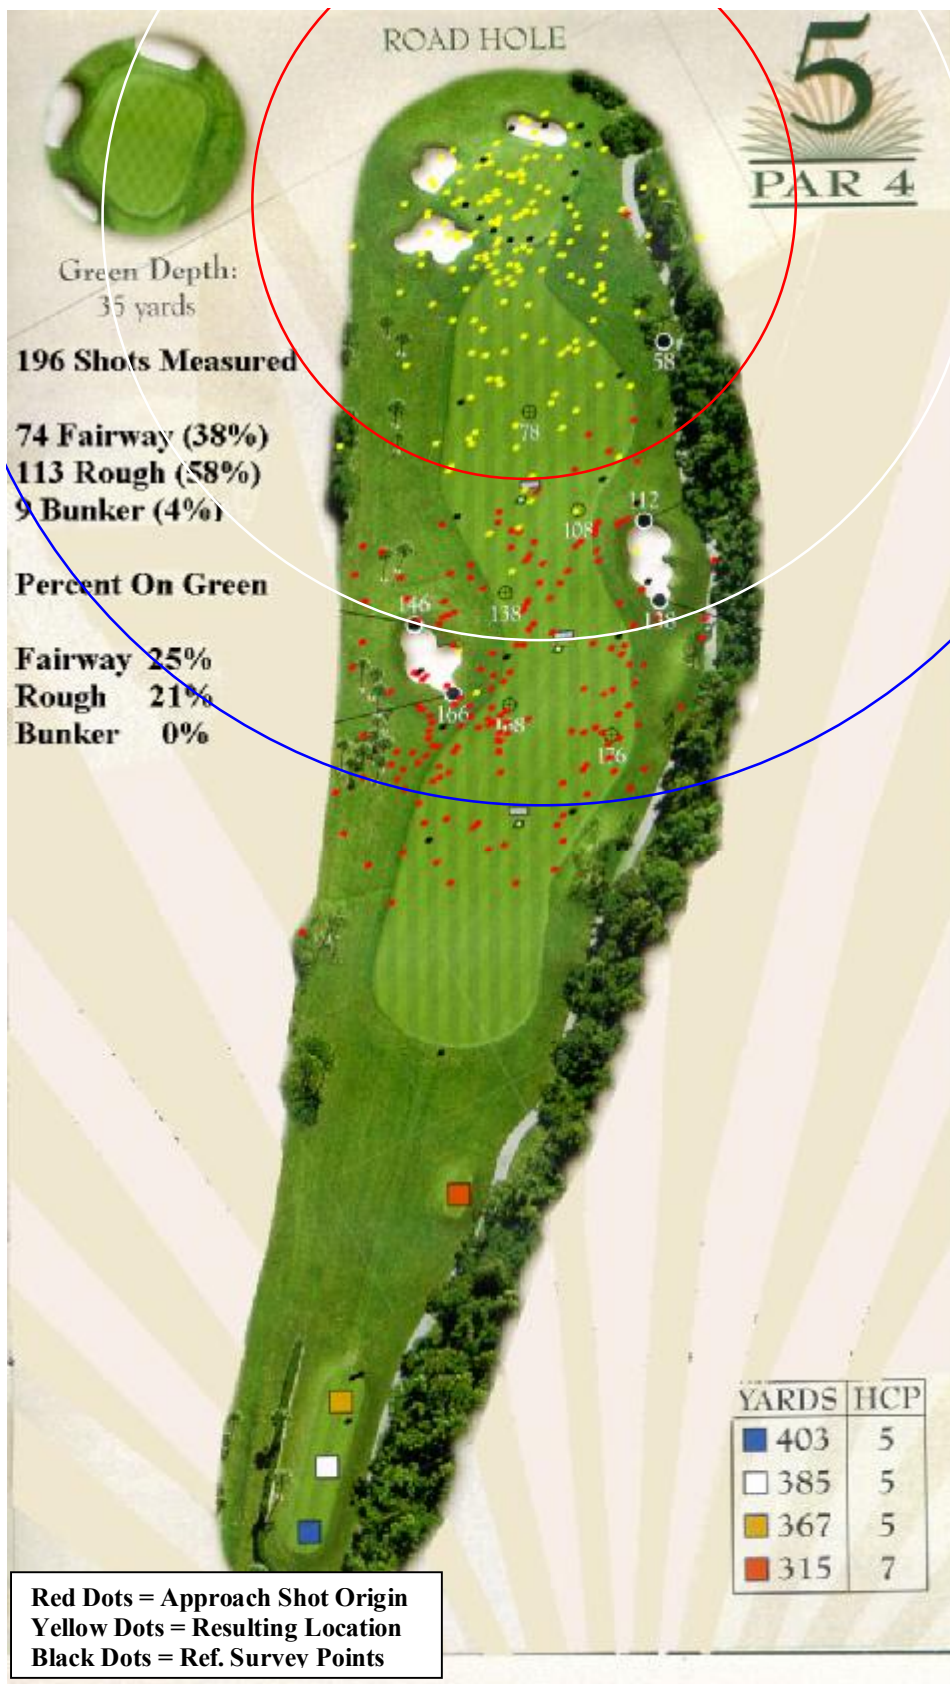 ROAD HOLE
5
PAR 4
Green Depth:
35 yards
196 Shots Measured
74 Fairway (38%)
113 Rough (58%)
9 Bunker (4%)
Percent On Green
Fairway 25%
Rough 21%
Bunker 0%
58
78
112
108
138
138
146
166
168
176
YARDS HCP
403 5
385 5
367 5
315 7
Red Dots = Approach Shot Origin
Yellow Dots = Resulting Location
Black Dots = Ref. Survey Points